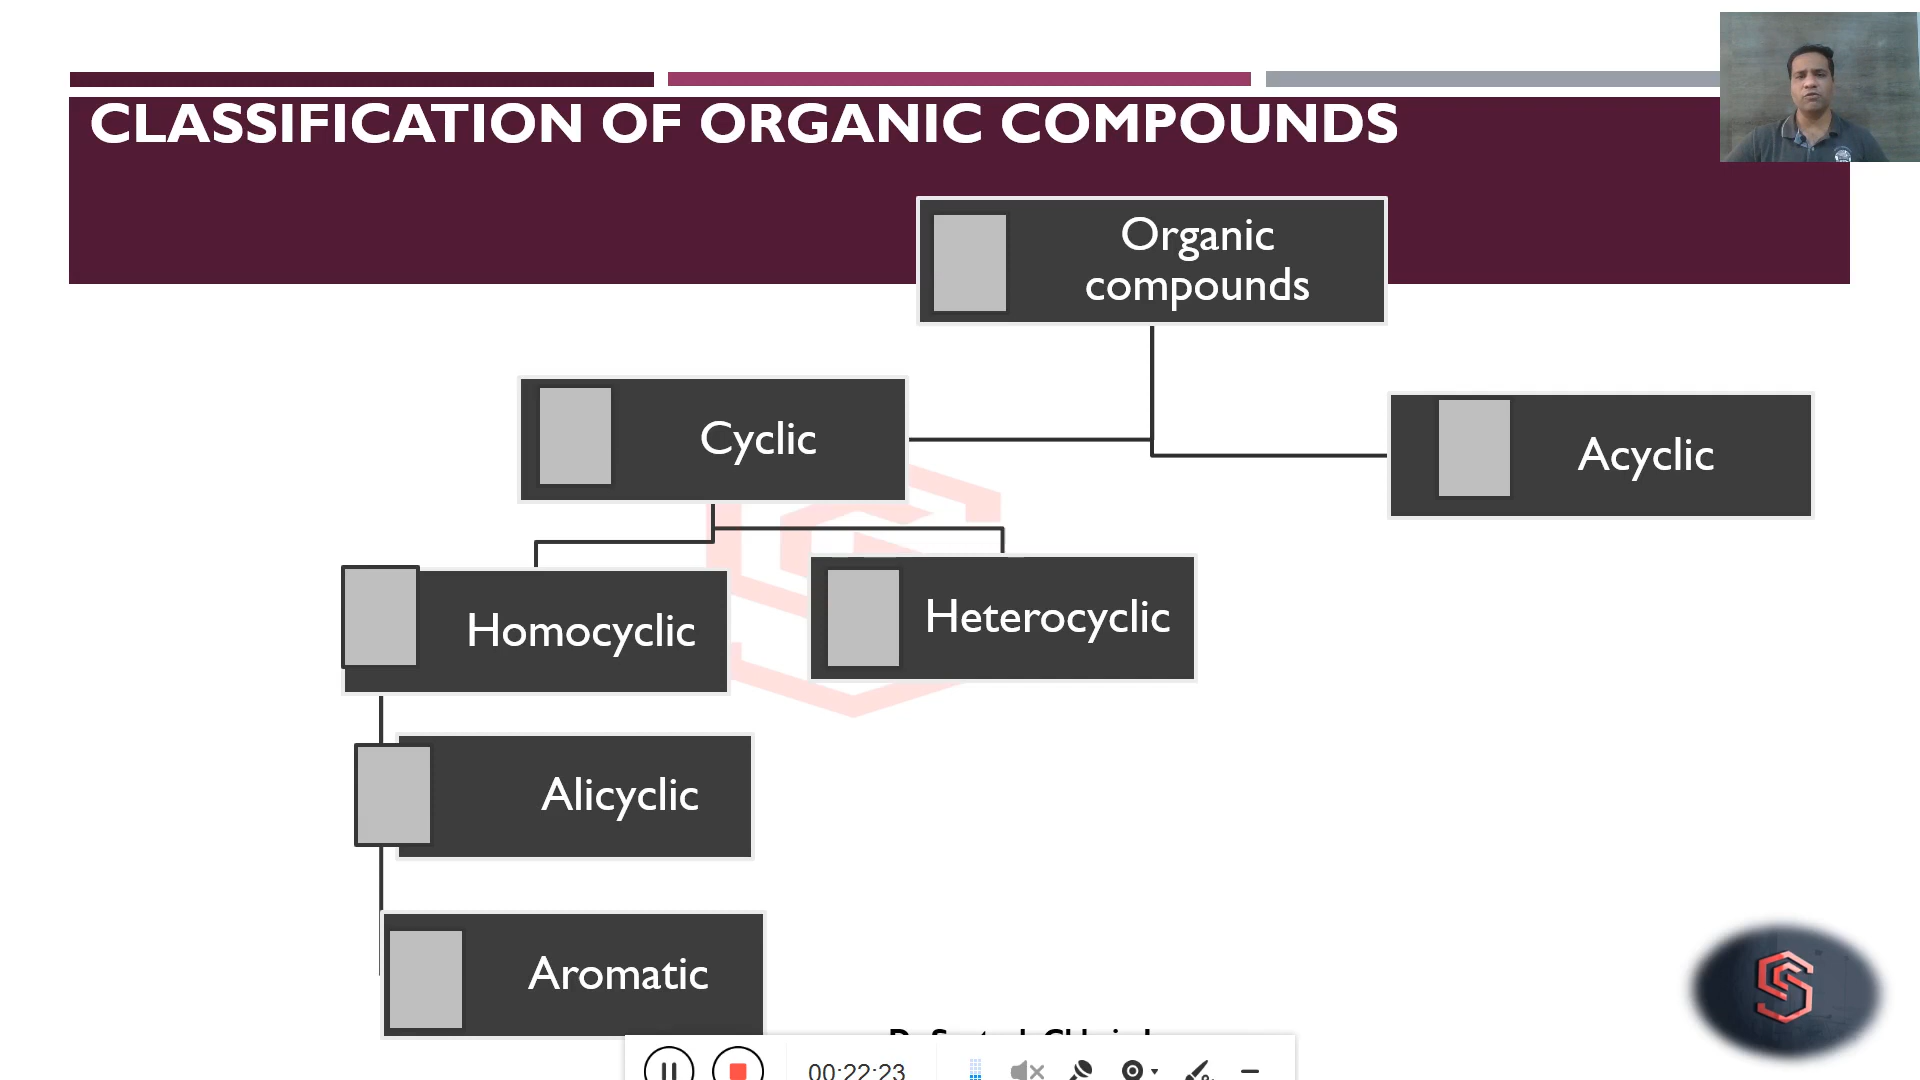 CLASSIFICATION OF ORGANIC COMPOUNDS
Organic
compounds
Cyclic
Acyclic
Homocyclic
Heterocyclic
Alicyclic
Aromatic
00:22:23